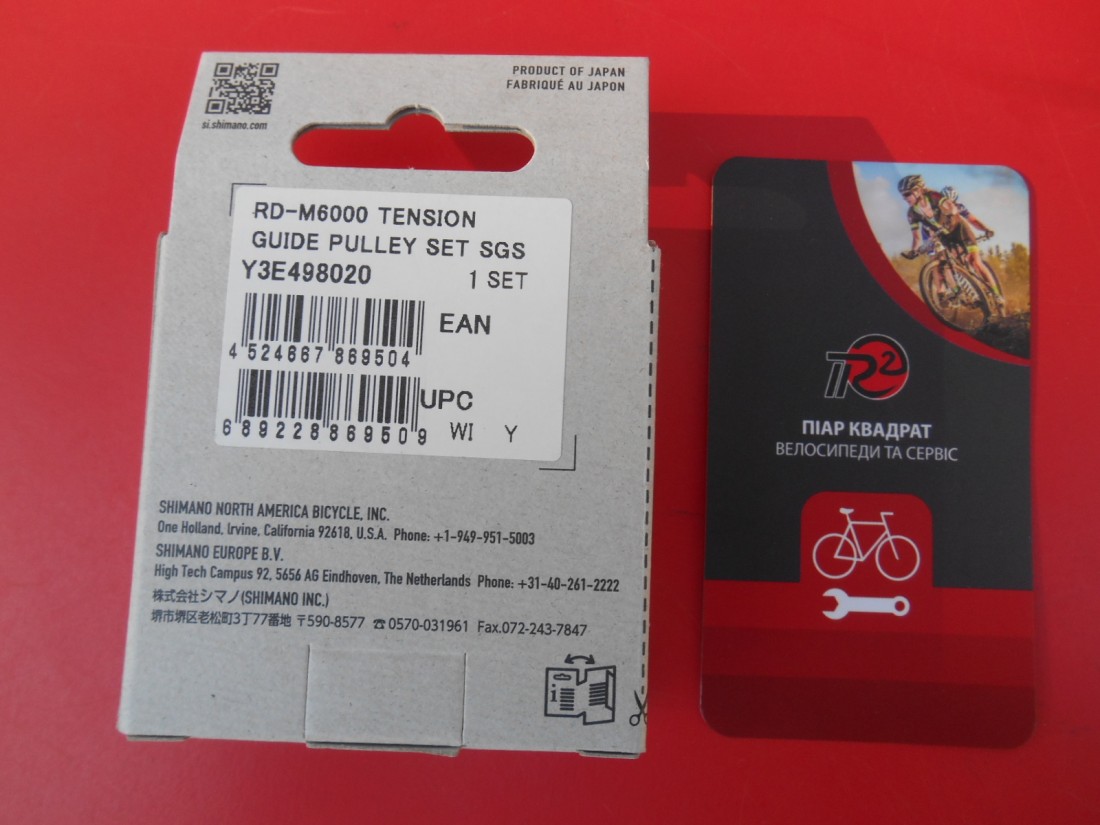 si.shimano.com
PRODUCT OF JAPAN
FABRIQUÉ AU JAPON
RD-M6000 TENSION
GUIDE PULLEY SET SGS
Y3E498020 1 SET
EAN
4 524667 869504
UPC
6 89228 86950 9
WI Y
SHIMANO NORTH AMERICA BICYCLE, INC.
One Holland, Irvine, California 92618, U.S.A. Phone: +1-949-951-5003
SHIMANO EUROPE B.V.
High Tech Campus 92, 5656 AG Eindhoven, The Netherlands Phone: +31-40-261-2222
株式会社シマノ(SHIMANO INC.)
堺市堺区老松町3丁77番地 〒590-8577 ☎0570-031961 Fax.072-243-7847
i
R2
ПІАР КВАДРАТ
ВЕЛОСИПЕДИ ТА СЕРВІС